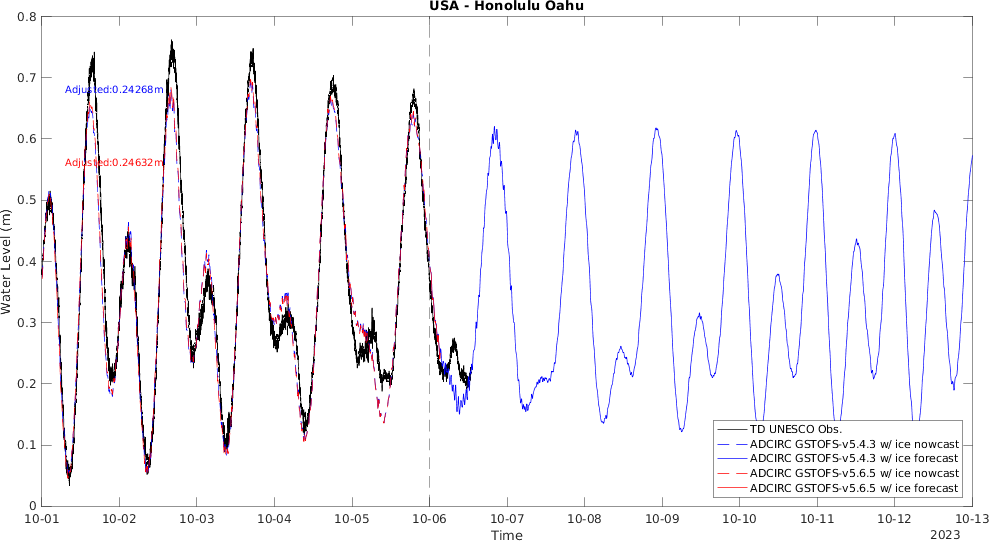 USA - Honolulu Oahu
0.8
0.7
0.6
0.5
0.4
0.3
0.2
0.1
0
Water Level (m)
Adjusted:0.24268m
Adjusted:0.24632m
TD UNESCO Obs.
ADCIRC GSTOFS-v5.4.3 w/ ice nowcast
ADCIRC GSTOFS-v5.4.3 w/ ice forecast
ADCIRC GSTOFS-v5.6.5 w/ ice nowcast
ADCIRC GSTOFS-v5.6.5 w/ ice forecast
10-01 10-02 10-03 10-04 10-05 10-06 10-07 10-08 10-09 10-10 10-11 10-12 10-13
Time
2023